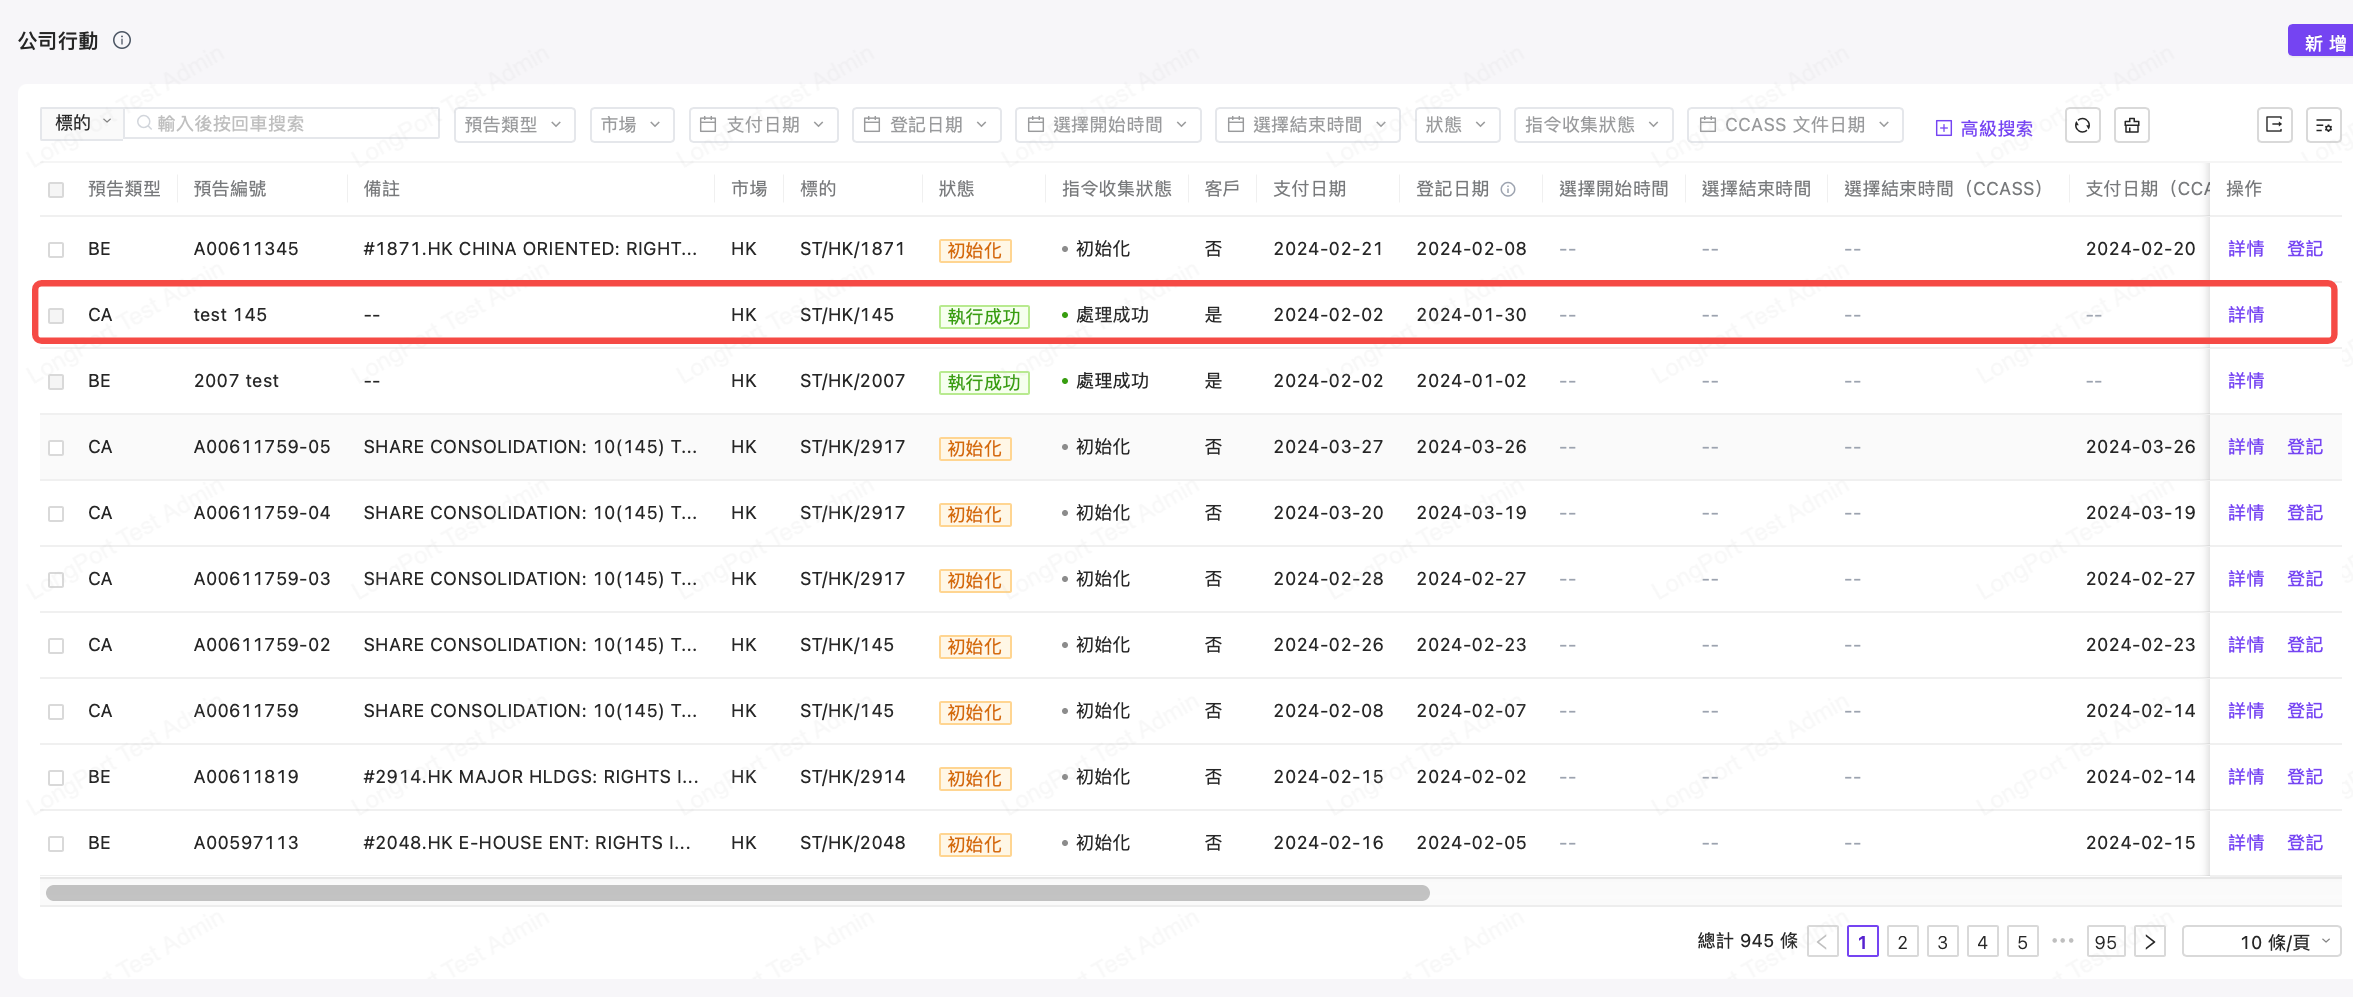 公司行動
新 增
標的 輸入後按回車搜索 預告類型 市場 支付日期 登記日期 選擇開始時間 選擇結束時間 狀態 指令收集狀態 CCASS 文件日期 高級搜索
預告類型 預告編號 備註 市場 標的 狀態 指令收集狀態 客戶 支付日期 登記日期 選擇開始時間 選擇結束時間 選擇結束時間（CCASS） 支付日期（CCA 操作
BE A00611345 #1871.HK CHINA ORIENTED: RIGHT... HK ST/HK/1871 初始化 初始化 否 2024-02-21 2024-02-08 -- -- -- 2024-02-20 詳情 登記
CA test 145 -- HK ST/HK/145 執行成功 處理成功 是 2024-02-02 2024-01-30 -- -- -- -- 詳情
BE 2007 test -- HK ST/HK/2007 執行成功 處理成功 是 2024-02-02 2024-01-02 -- -- -- -- 詳情
CA A00611759-05 SHARE CONSOLIDATION: 10(145) T... HK ST/HK/2917 初始化 初始化 否 2024-03-27 2024-03-26 -- -- -- 2024-03-26 詳情 登記
CA A00611759-04 SHARE CONSOLIDATION: 10(145) T... HK ST/HK/2917 初始化 初始化 否 2024-03-20 2024-03-19 -- -- -- 2024-03-19 詳情 登記
CA A00611759-03 SHARE CONSOLIDATION: 10(145) T... HK ST/HK/2917 初始化 初始化 否 2024-02-28 2024-02-27 -- -- -- 2024-02-27 詳情 登記
CA A00611759-02 SHARE CONSOLIDATION: 10(145) T... HK ST/HK/145 初始化 初始化 否 2024-02-26 2024-02-23 -- -- -- 2024-02-23 詳情 登記
CA A00611759 SHARE CONSOLIDATION: 10(145) T... HK ST/HK/145 初始化 初始化 否 2024-02-08 2024-02-07 -- -- -- 2024-02-14 詳情 登記
BE A00611819 #2914.HK MAJOR HLDGS: RIGHTS I... HK ST/HK/2914 初始化 初始化 否 2024-02-15 2024-02-02 -- -- -- 2024-02-14 詳情 登記
BE A00597113 #2048.HK E-HOUSE ENT: RIGHTS I... HK ST/HK/2048 初始化 初始化 否 2024-02-16 2024-02-05 -- -- -- 2024-02-15 詳情 登記
總計 945 條 1 2 3 4 5 ••• 95 10 條/頁
LongPort Test Admin